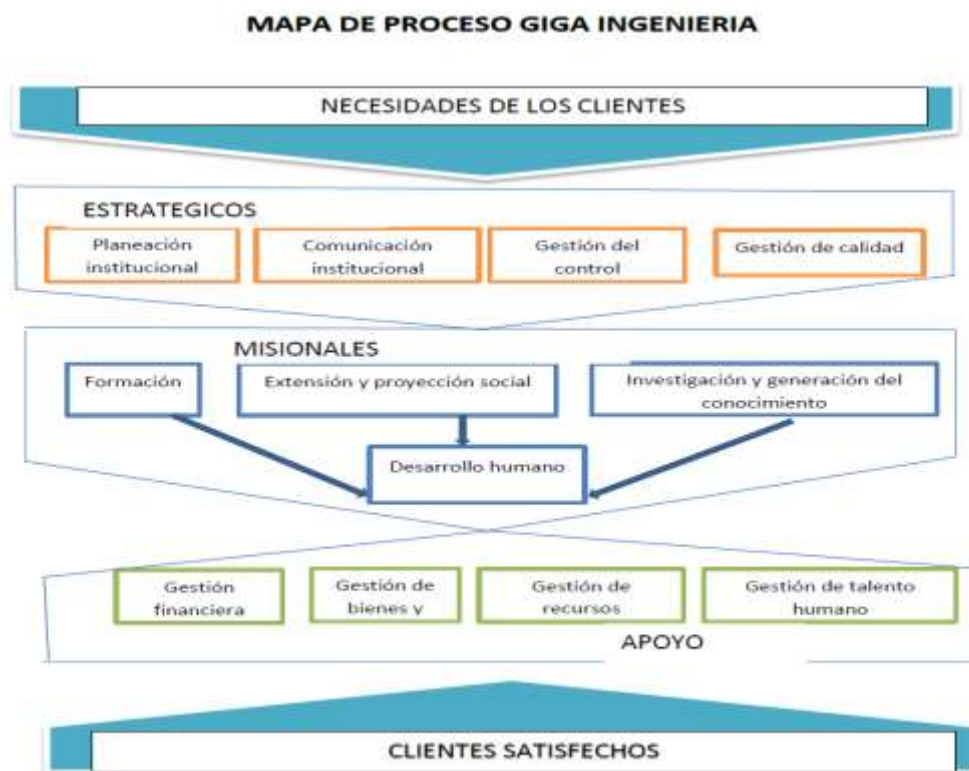 MAPA DE PROCESO GIGA INGENIERIA
NECESIDADES DE LOS CLIENTES
ESTRATEGICOS
Planeación
institucional
Comunicación
institucional
Gestión del
control
Gestión de calidad
MISIONALES
Formación
Extensión y proyección social
Investigación y generación del
conocimiento
Desarrollo humano
Gestión
financiera
Gestión de
bienes y
Gestión de
recursos
Gestión de talento
humano
APOYO
CLIENTES SATISFECHOS